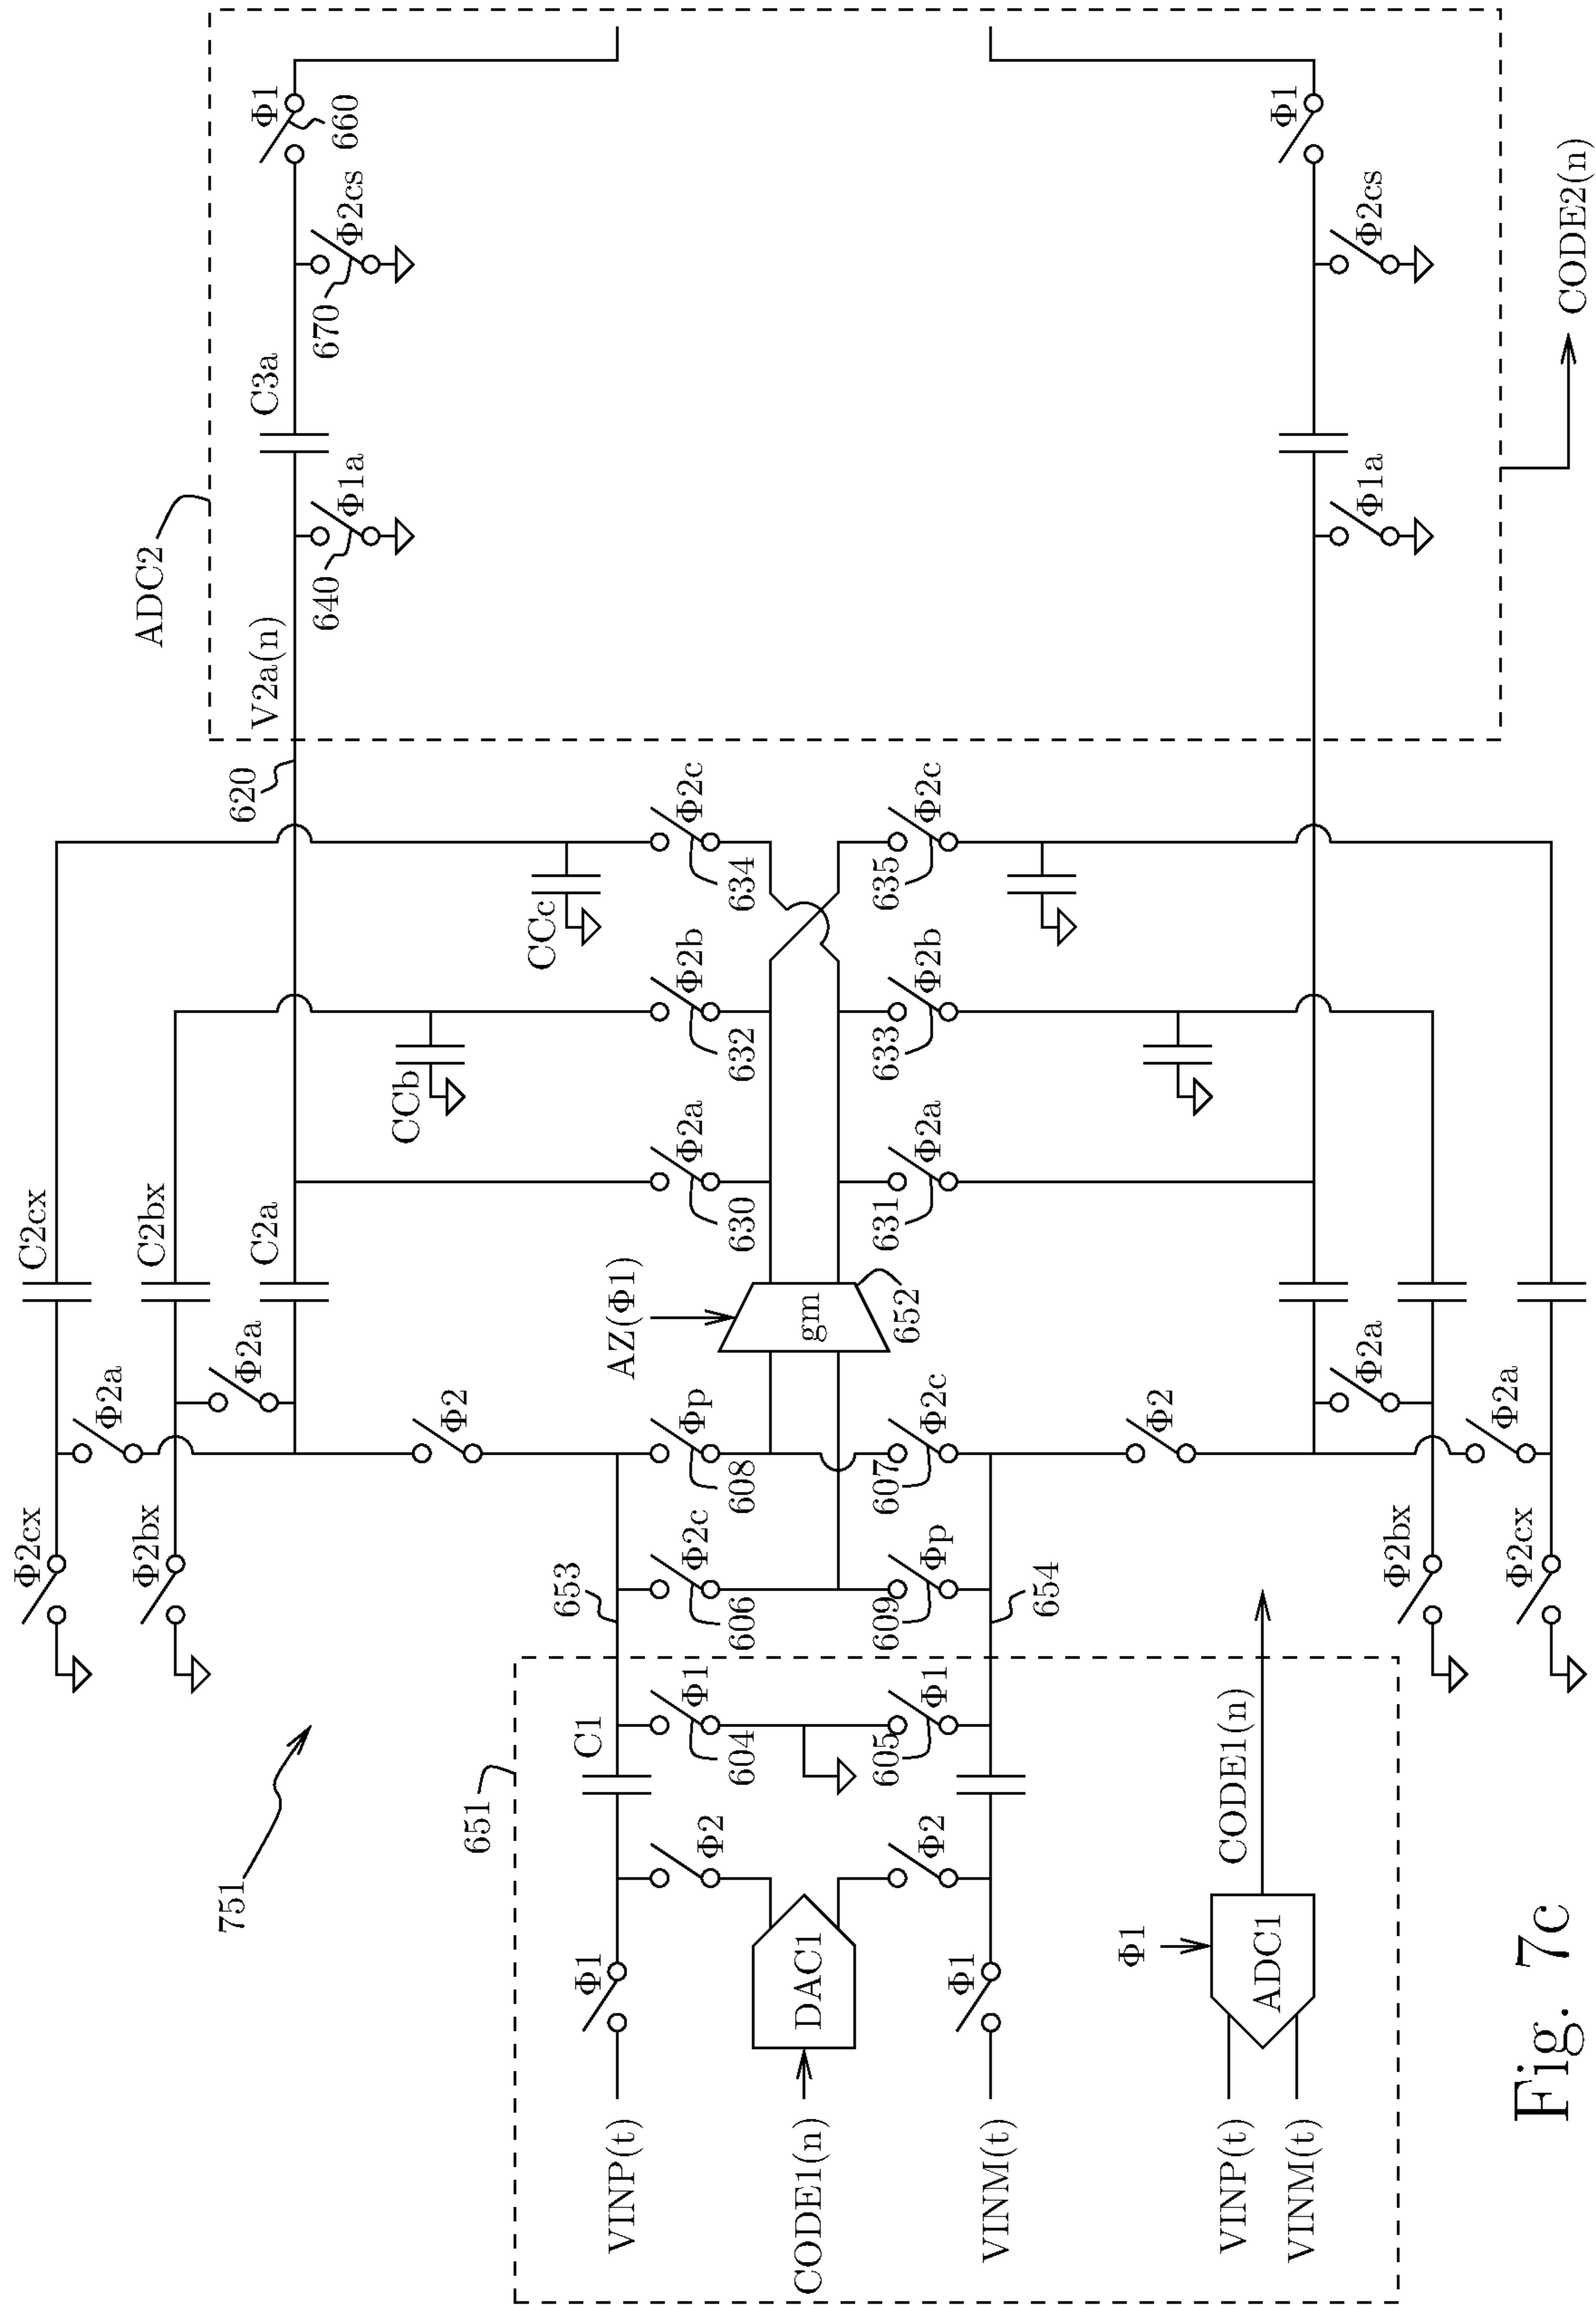 751
651
VINP(t)
Φ1
C1
Φ2
604
Φ1
DAC1
CODE1(n)
Φ2
605
Φ1
VINM(t)
Φ1
VINP(t)
VINM(t)
Φ1
ADC1
CODE1(n)
653
654
606
Φ2c
609
Φp
608
Φp
607
Φ2c
Φ2cx
Φ2bx
Φ2a
Φ2a
Φ2
C2cx
C2bx
C2a
AZ(Φ1)
gm
652
Φ2
Φ2a
Φ2a
Φ2bx
Φ2cx
630
Φ2a
631
Φ2a
CCb
632
Φ2b
633
Φ2b
CCc
634
Φ2c
635
Φ2c
620
V2a(n)
ADC2
640
Φ1a
C3a
670
Φ2cs
660
Φ1
Φ1a
Φ2cs
Φ1
CODE2(n)
Fig. 7c